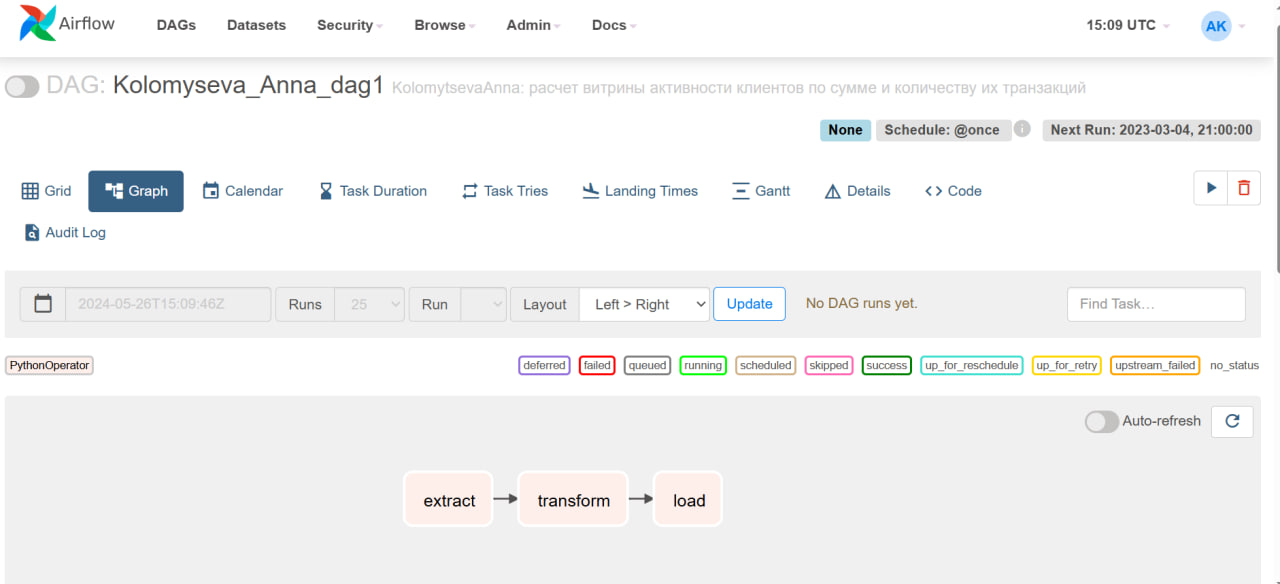 Airflow DAGs Datasets Security Browse Admin Docs 15:09 UTC AK
DAG: Kolomyseva_Anna_dag1 KolomytsevaAnna: расчет витрины активности клиентов по сумме и количеству их транзакций
None Schedule: @once i Next Run: 2023-03-04, 21:00:00
Grid Graph Calendar Task Duration Task Tries Landing Times Gantt Details Code
Audit Log
2024-05-26T15:09:46Z Runs 25 Run Layout Left > Right Update No DAG runs yet. Find Task...
PythonOperator deferred failed queued running scheduled skipped success up_for_reschedule up_for_retry upstream_failed no_status
Auto-refresh
extract transform load